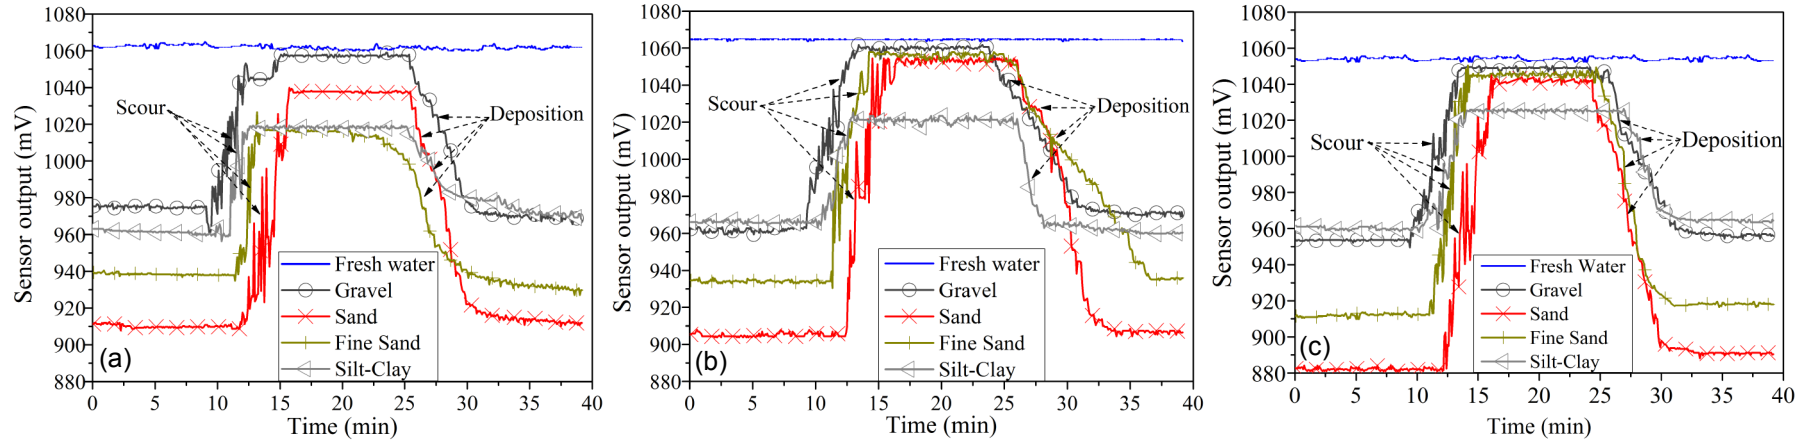 Sensor output (mV)
1080
1060
1040
1020
1000
980
960
940
910
900
880
Scour
Deposition
Fresh water
Gravel
Sand
Fine Sand
Silt-Clay
(a)
0 5 10 15 20 25 30 35 40
Time (min)
Sensor output (mV)
1080
1060
1040
1020
1000
980
960
940
910
900
880
Scour
Deposition
Fresh water
Gravel
Sand
Fine Sand
Silt-Clay
(b)
0 5 10 15 20 25 30 35 40
Time (min)
Sensor output (mV)
1080
1060
1040
1020
1000
980
960
940
920
900
880
Scour
Deposition
Fresh Water
Gravel
Sand
Fine Sand
Silt-Clay
(c)
0 5 10 15 20 25 30 35 40
Time (min)